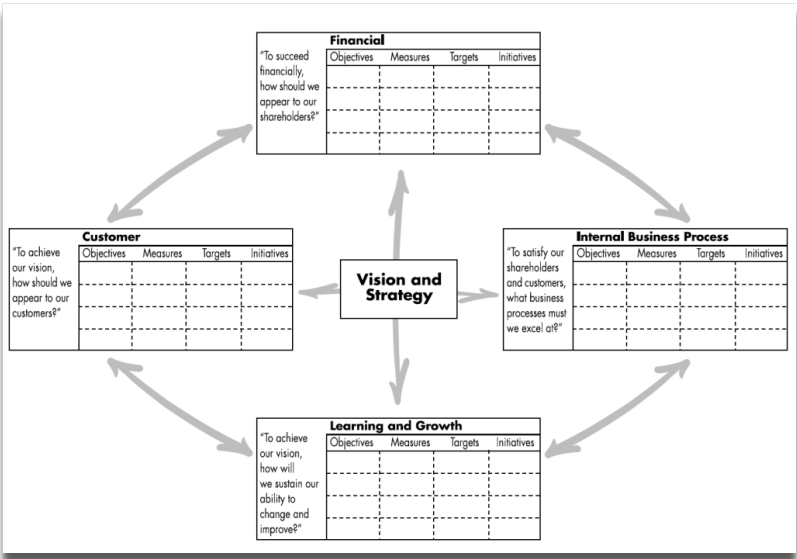 Financial
"To succeed
financially,
how should we
appear to our
shareholders?"
Objectives Measures Targets Initiatives
Customer
"To achieve
our vision,
how should we
appear to our
customers?"
Objectives Measures Targets Initiatives
Vision and
Strategy
Internal Business Process
"To satisfy our
shareholders
and customers,
what business
processes must
we excel at?"
Objectives Measures Targets Initiatives
Learning and Growth
"To achieve
our vision,
how will
we sustain our
ability to
change and
improve?"
Objectives Measures Targets Initiatives